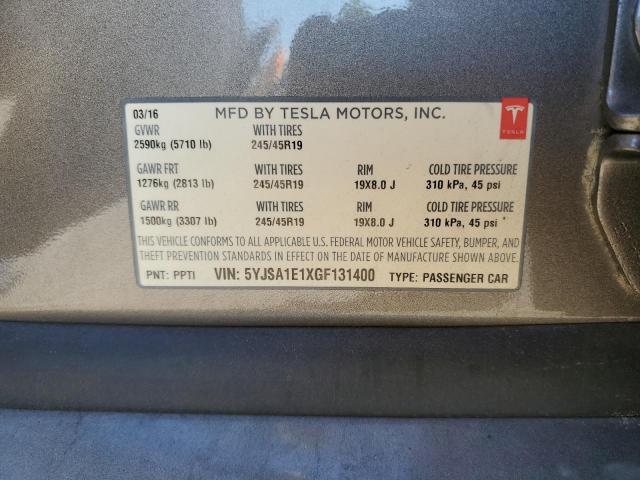 03/16 MFD BY TESLA MOTORS, INC.
GVWR WITH TIRES
2590kg (5710 lb) 245/45R19
GAWR FRT WITH TIRES RIM COLD TIRE PRESSURE
1276kg (2813 lb) 245/45R19 19X8.0 J 310 kPa, 45 psi
GAWR RR WITH TIRES RIM COLD TIRE PRESSURE
1500kg (3307 lb) 245/45R19 19X8.0 J 310 kPa, 45 psi
THIS VEHICLE CONFORMS TO ALL APPLICABLE U.S. FEDERAL MOTOR VEHICLE SAFETY, BUMPER, AND
THEFT PREVENTION STANDARDS IN EFFECT ON THE DATE OF MANUFACTURE SHOWN ABOVE.
PNT: PPTI VIN: 5YJSA1E1XGF131400 TYPE: PASSENGER CAR
TESLA